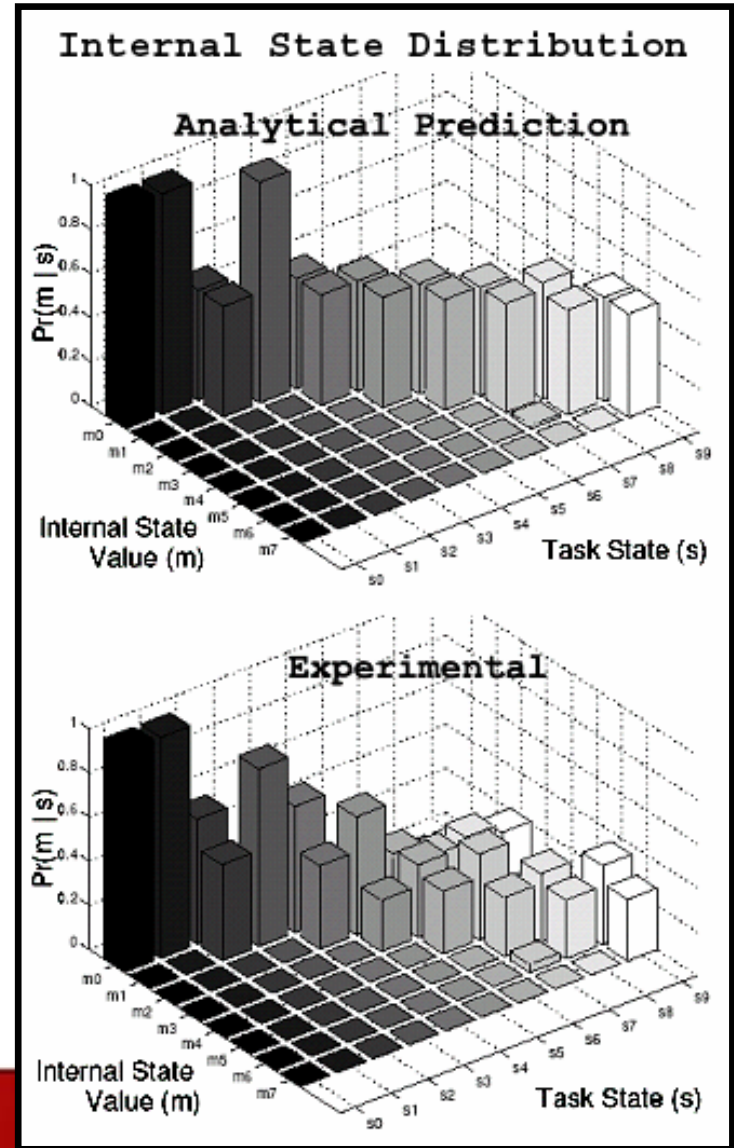 Internal State Distribution
Analytical Prediction
1
0.8
0.6
0.4
0.2
0
Pr(m | s)
m0
m1
m2
m3
m4
m5
m6
m7
Internal State
Value (m)
s0
s1
s2
s3
s4
s5
s6
s7
s8
s9
Task State (s)
Experimental
1
0.8
0.6
0.4
0.2
0
Pr(m | s)
m0
m1
m2
m3
m4
m5
m6
m7
Internal State
Value (m)
s0
s1
s2
s3
s4
s5
s6
s7
s8
s9
Task State (s)